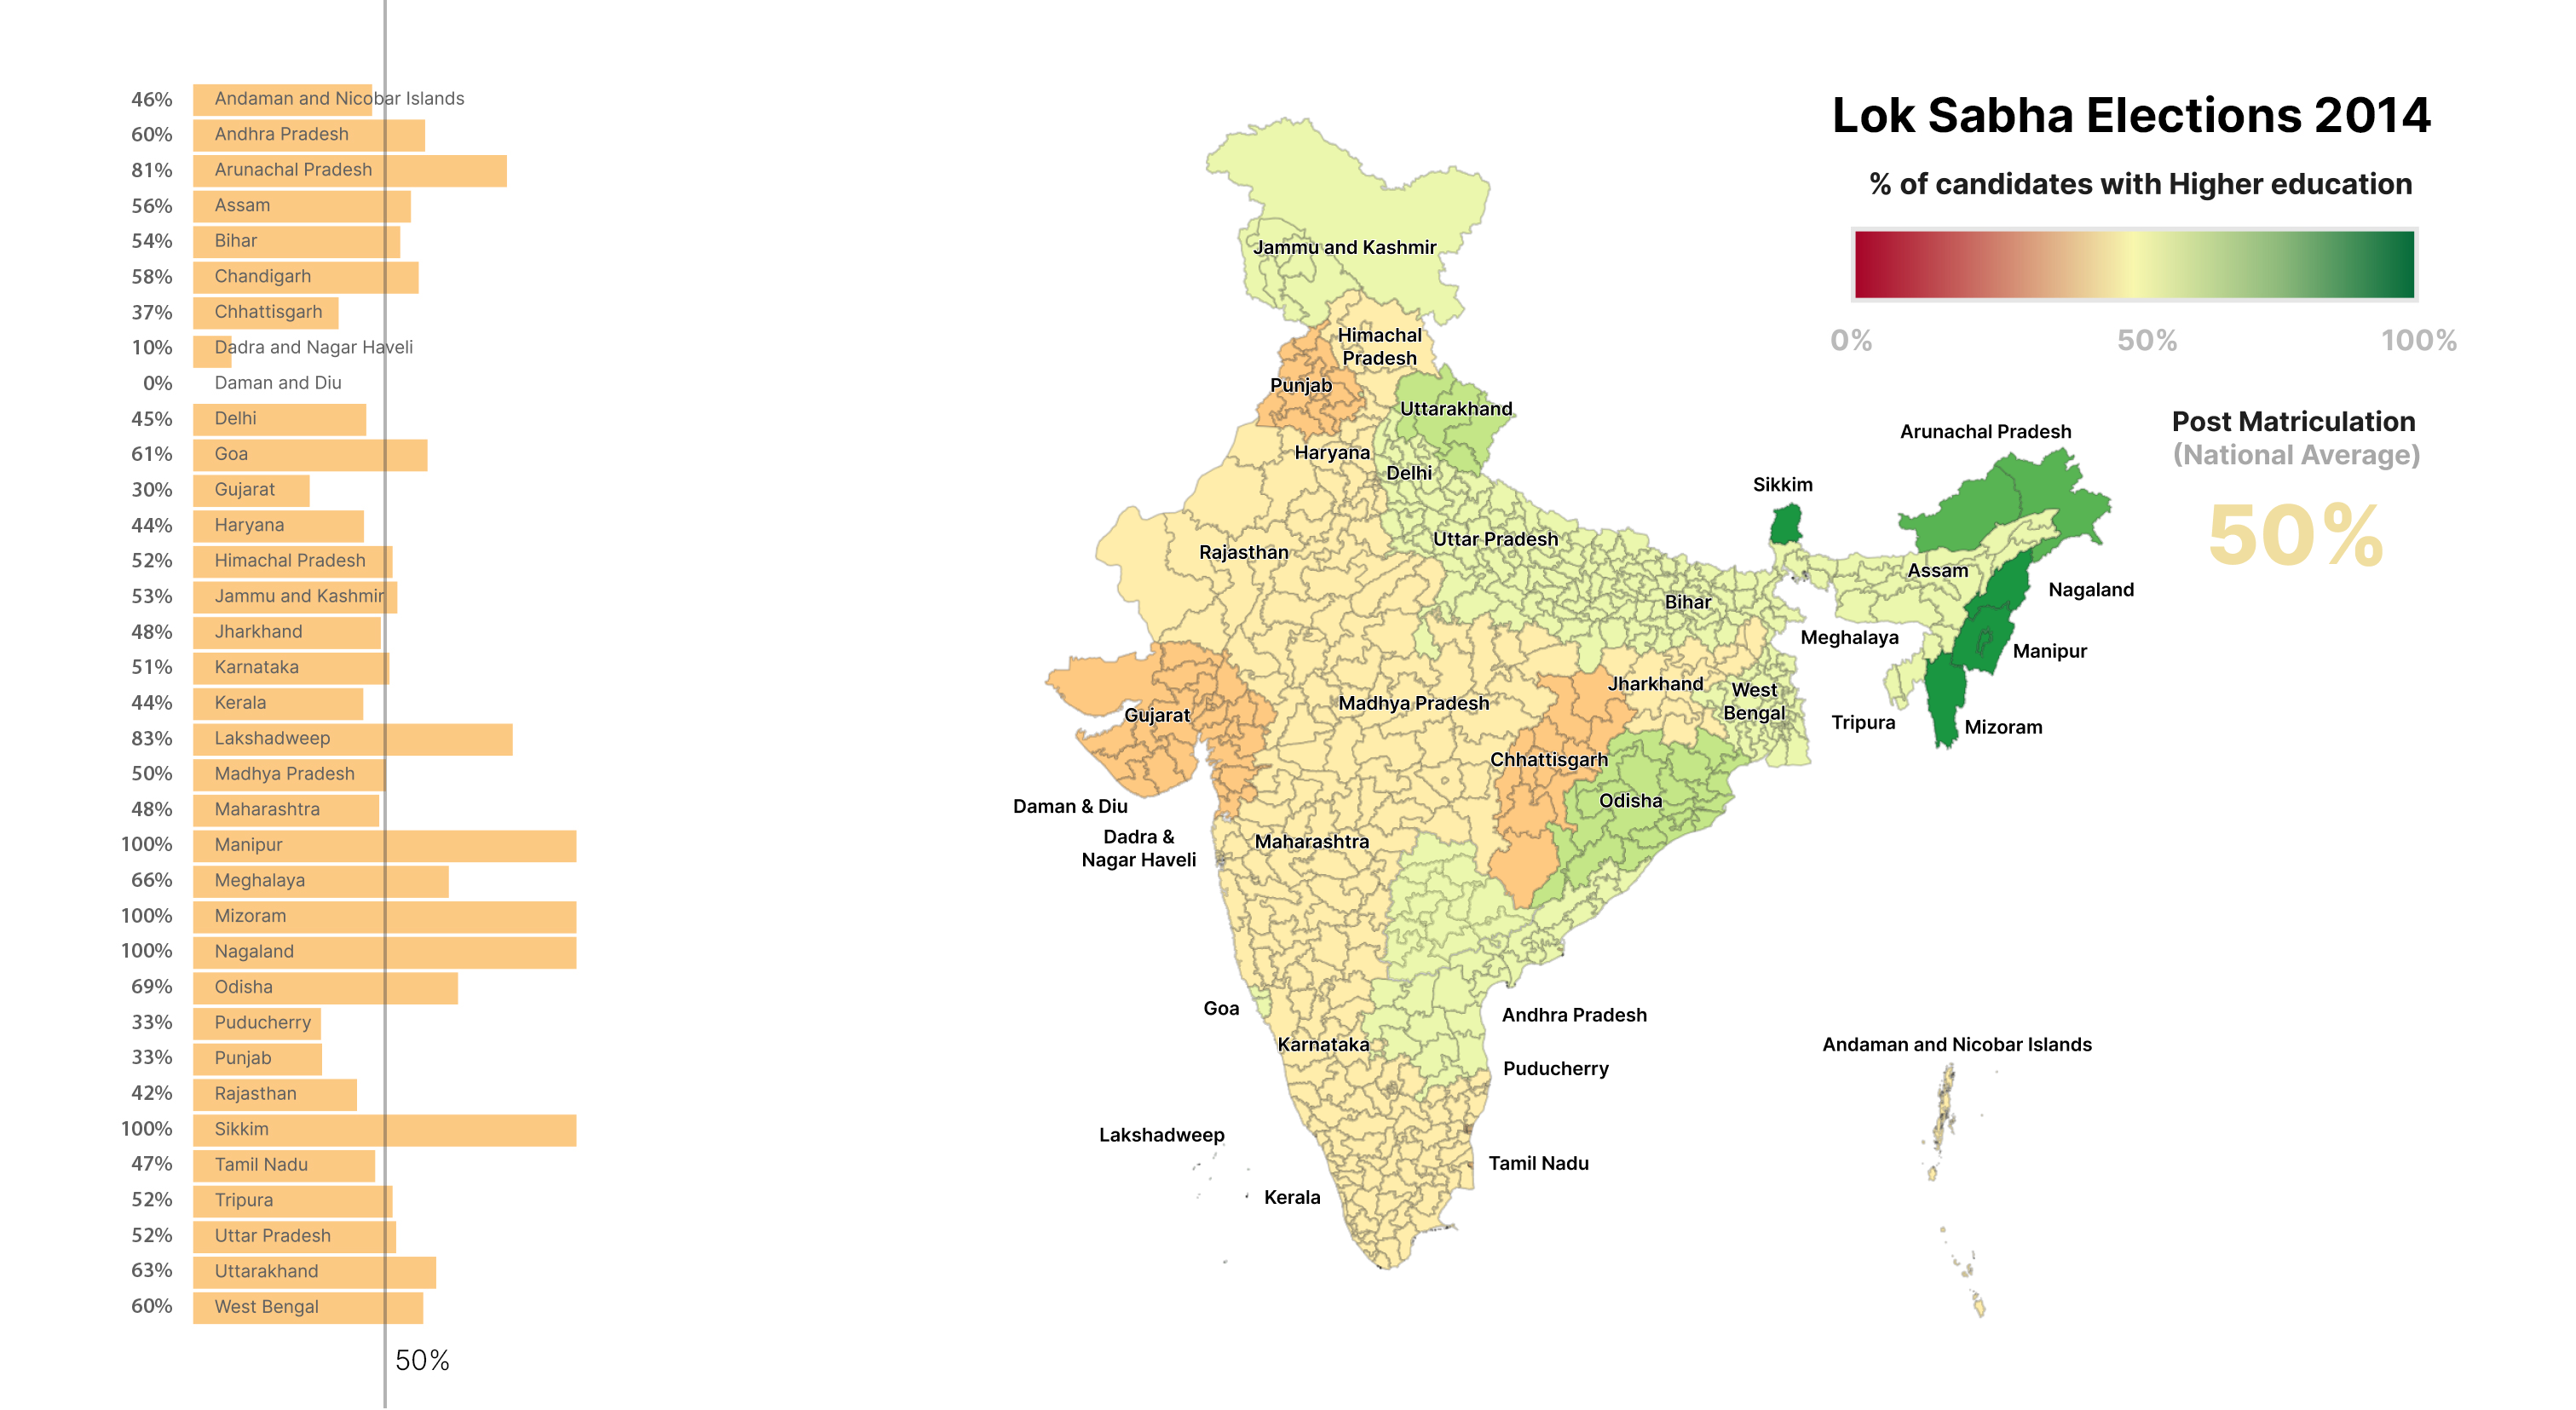 46% Andaman and Nicobar Islands
60% Andhra Pradesh
81% Arunachal Pradesh
56% Assam
54% Bihar
58% Chandigarh
37% Chhattisgarh
10% Dadra and Nagar Haveli
0% Daman and Diu
45% Delhi
61% Goa
30% Gujarat
44% Haryana
52% Himachal Pradesh
53% Jammu and Kashmir
48% Jharkhand
51% Karnataka
44% Kerala
83% Lakshadweep
50% Madhya Pradesh
48% Maharashtra
100% Manipur
66% Meghalaya
100% Mizoram
100% Nagaland
69% Odisha
33% Puducherry
33% Punjab
42% Rajasthan
100% Sikkim
47% Tamil Nadu
52% Tripura
52% Uttar Pradesh
63% Uttarakhand
60% West Bengal
50%
Jammu and Kashmir
Himachal
Pradesh
Punjab
Uttarakhand
Haryana
Delhi
Rajasthan
Uttar Pradesh
Bihar
Sikkim
Arunachal Pradesh
Assam
Nagaland
Meghalaya
Manipur
Tripura
Mizoram
Jharkhand
West
Bengal
Madhya Pradesh
Gujarat
Chhattisgarh
Odisha
Daman & Diu
Dadra &
Nagar Haveli
Maharashtra
Goa
Andhra Pradesh
Karnataka
Puducherry
Lakshadweep
Tamil Nadu
Kerala
Andaman and Nicobar Islands
Lok Sabha Elections 2014
% of candidates with Higher education
0% 50% 100%
Post Matriculation
(National Average)
50%